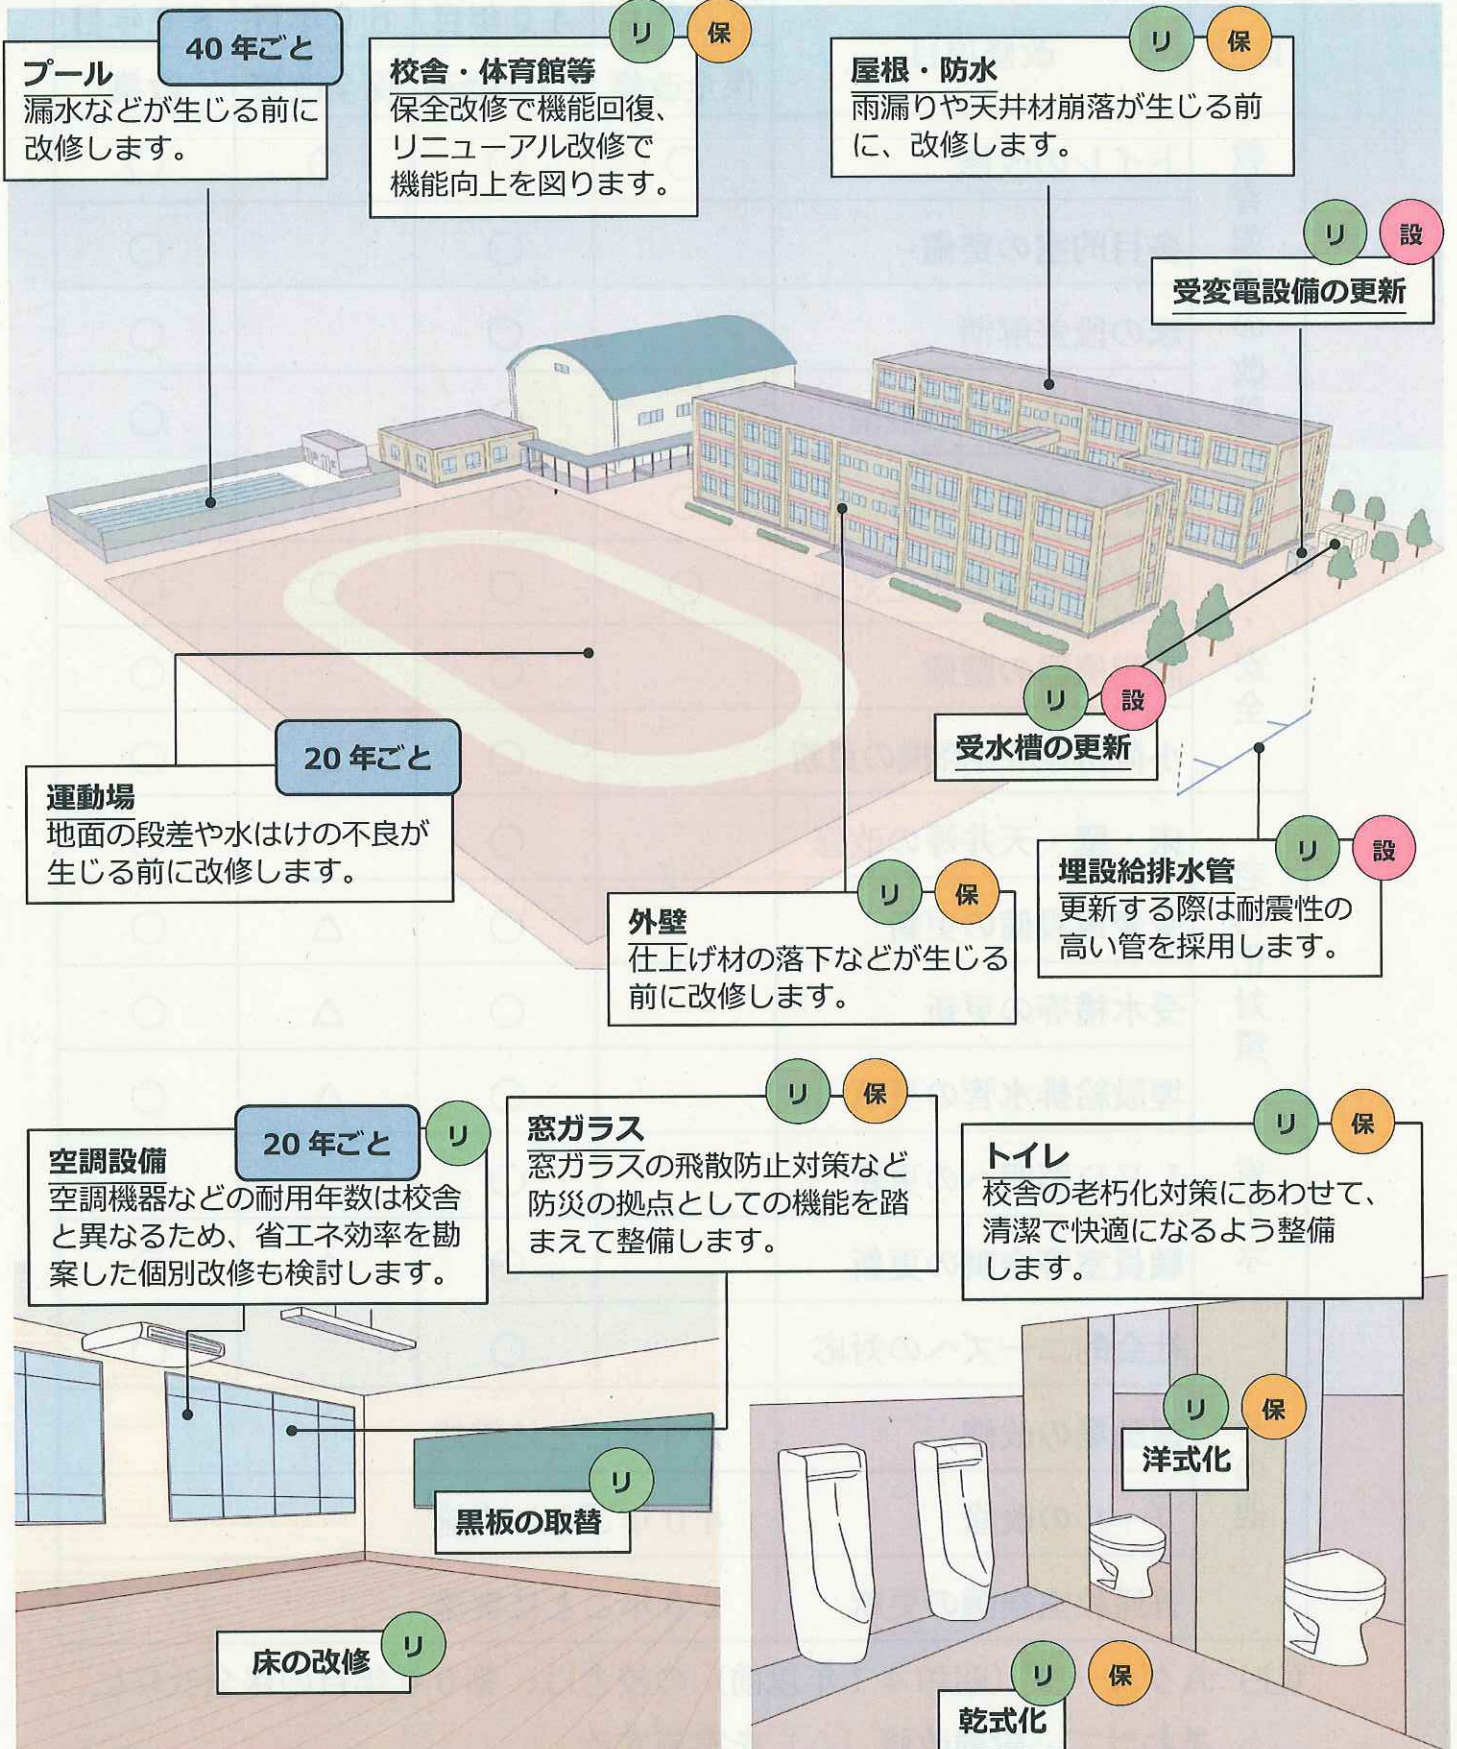 40 年ごと
プール
漏水などが生じる前に
改修します。
リ 保
校舎・体育館等
保全改修で機能回復、
リニューアル改修で
機能向上を図ります。
リ 保
屋根・防水
雨漏りや天井材崩落が生じる前
に、改修します。
リ 設
受変電設備の更新
リ 設
受水槽の更新
20 年ごと
運動場
地面の段差や水はけの不良が
生じる前に改修します。
リ 保
外壁
仕上げ材の落下などが生じる
前に改修します。
リ 設
埋設給排水管
更新する際は耐震性の
高い管を採用します。
20 年ごと
リ
空調設備
空調機器などの耐用年数は校舎
と異なるため、省エネ効率を勘
案した個別改修も検討します。
リ 保
窓ガラス
窓ガラスの飛散防止対策など
防災の拠点としての機能を踏
まえて整備します。
リ 保
トイレ
校舎の老朽化対策にあわせて、
清潔で快適になるよう整備
します。
リ
黒板の取替
リ 保
洋式化
床の改修 リ
リ 保
乾式化